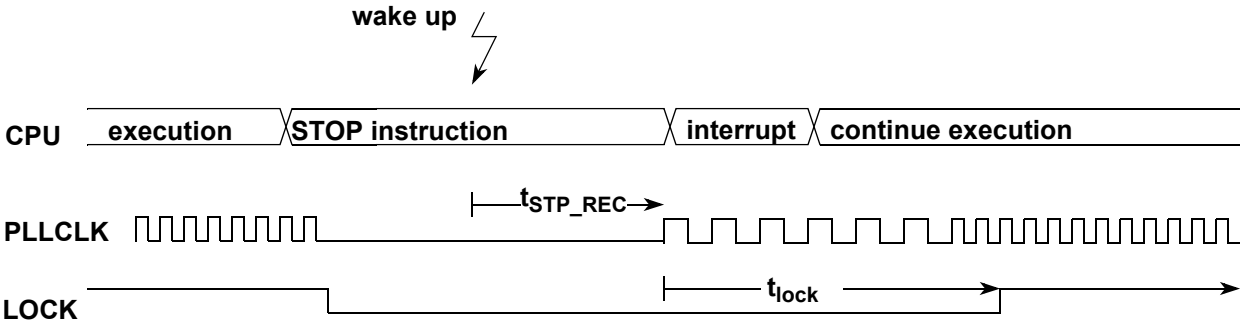 wake up
CPU execution STOP instruction interrupt continue execution
tSTP_REC
PLLCLK
tlock
LOCK